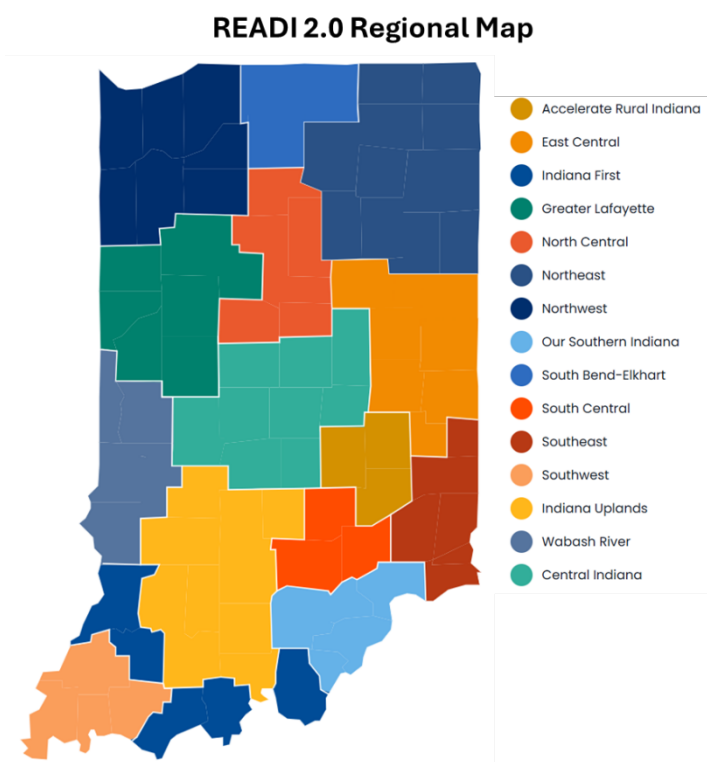 READI 2.0 Regional Map
Accelerate Rural Indiana
East Central
Indiana First
Greater Lafayette
North Central
Northeast
Northwest
Our Southern Indiana
South Bend-Elkhart
South Central
Southeast
Southwest
Indiana Uplands
Wabash River
Central Indiana